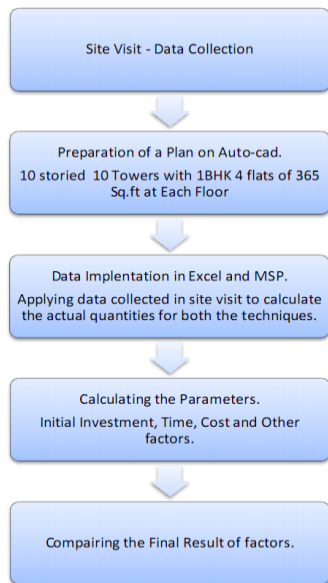 Site Visit - Data Collection
Preparation of a Plan on Auto-cad.
10 storied 10 Towers with 1BHK 4 flats of 365
Sq.ft at Each Floor
Data Implentation in Excel and MSP.
Applying data collected in site visit to calculate
the actual quantities for both the techniques.
Calculating the Parameters.
Initial Investment, Time, Cost and Other
factors.
Compairing the Final Result of factors.